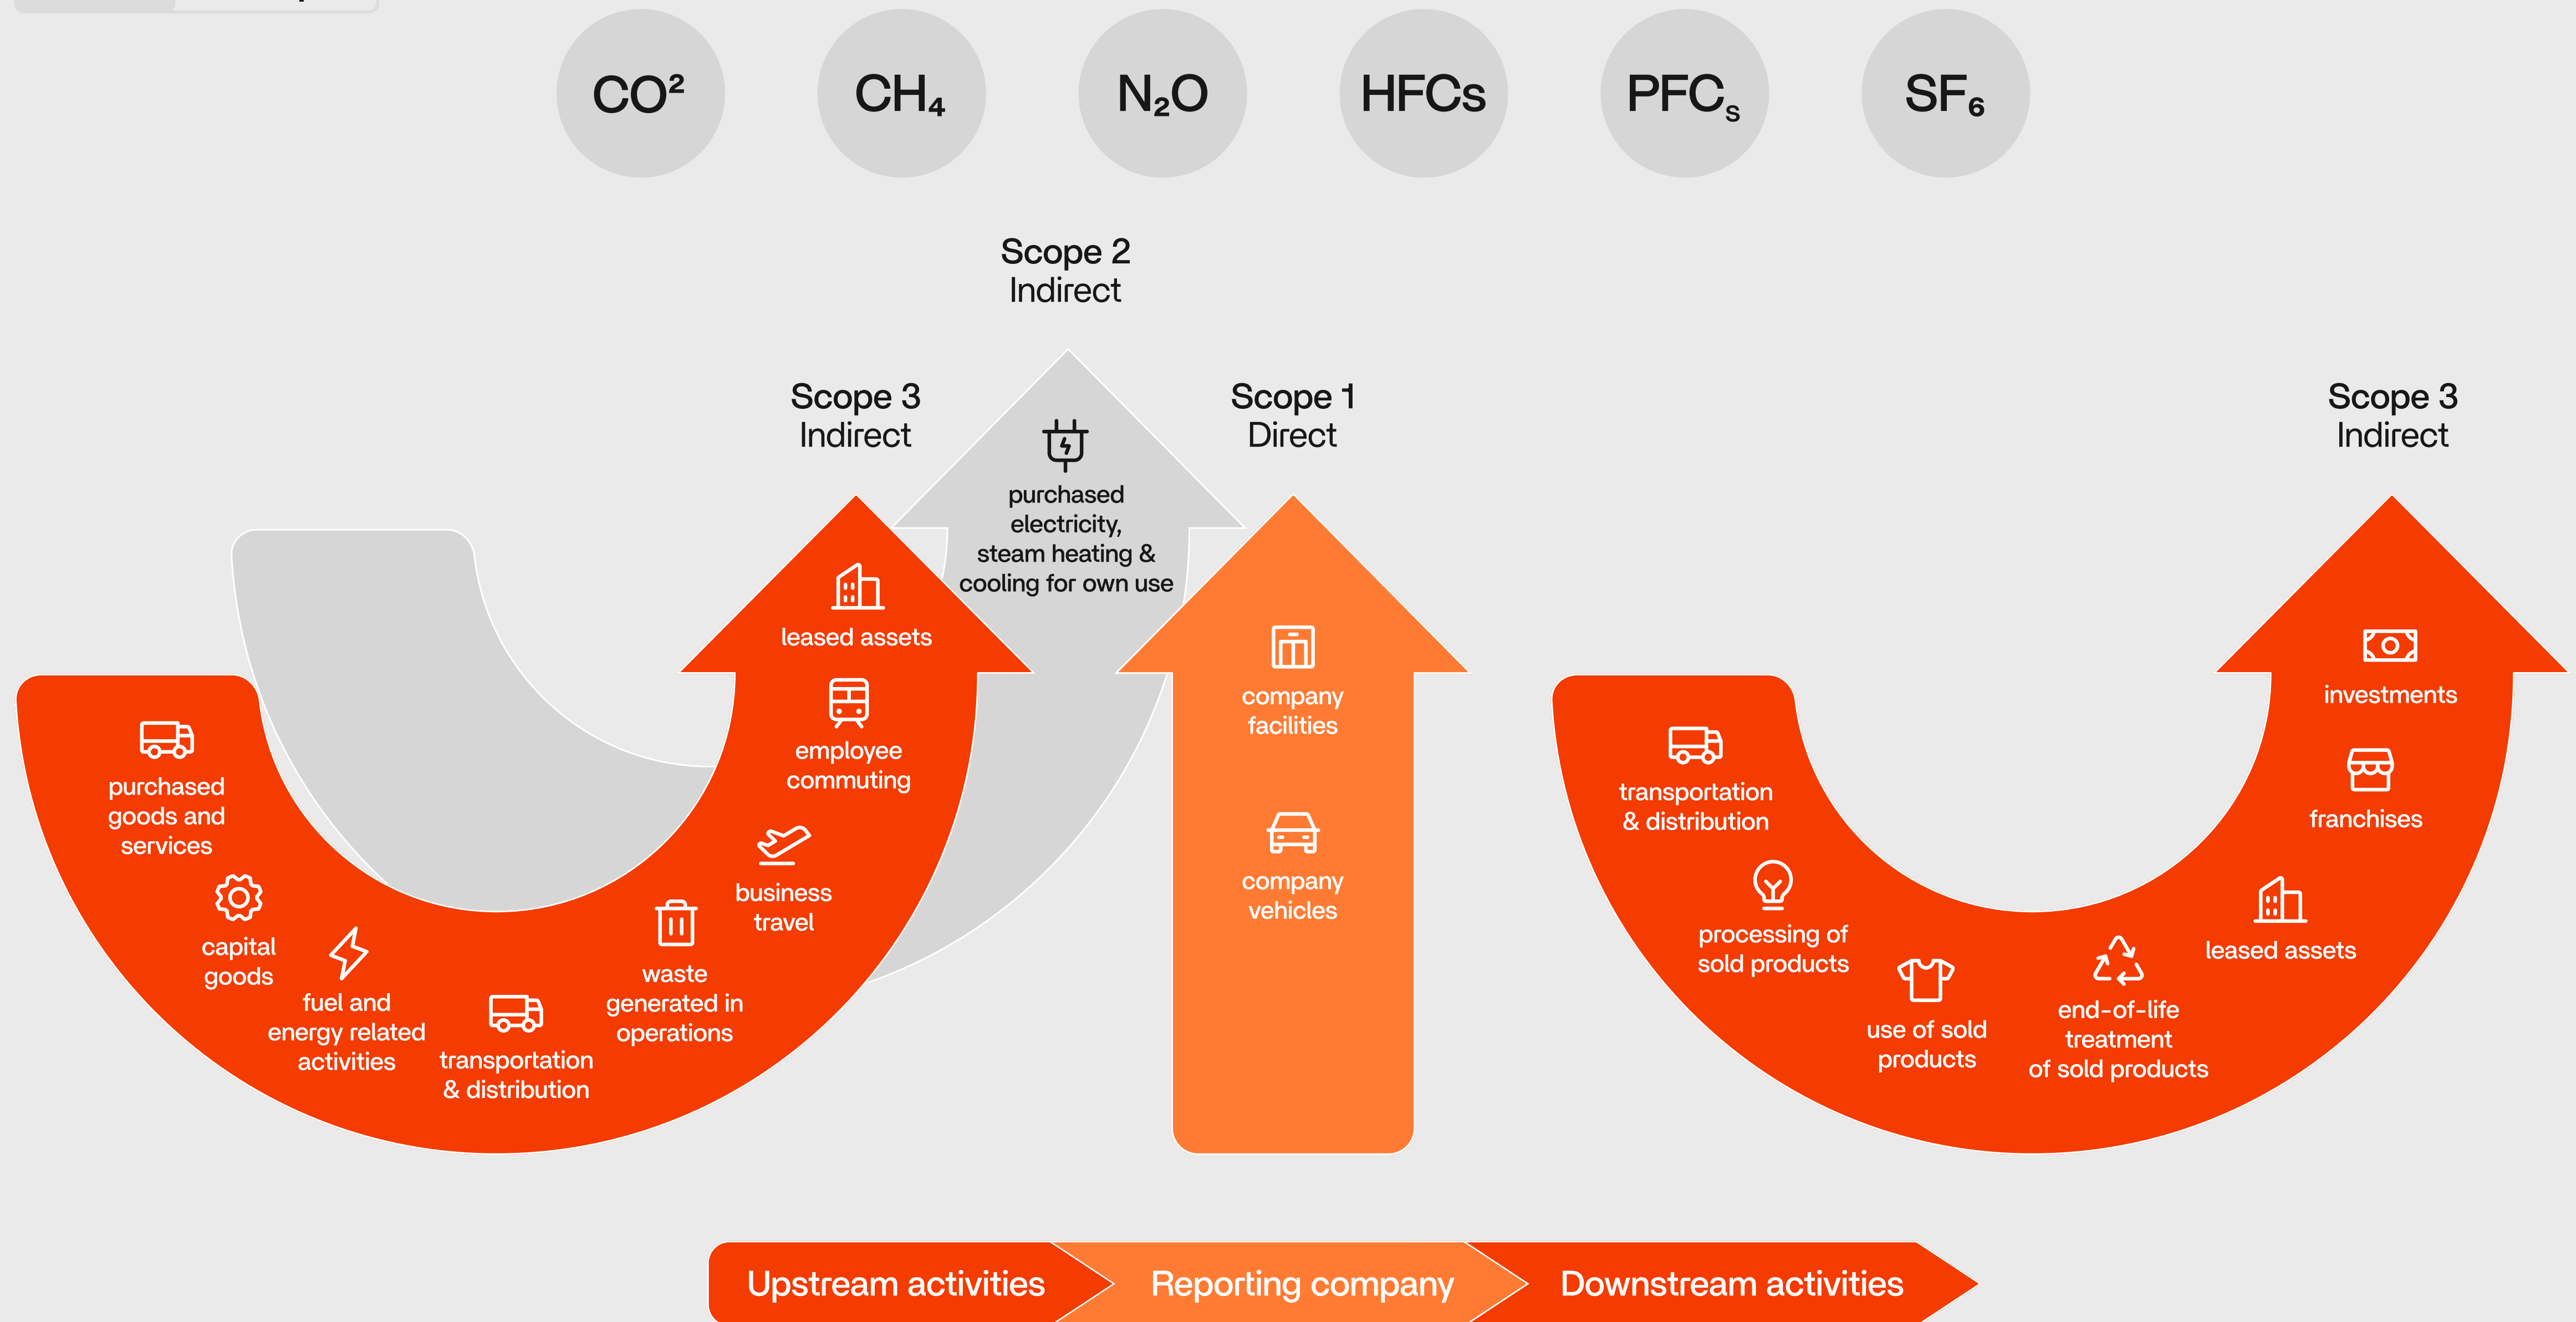 CO²
CH₄
N₂O
HFCs
PFCₛ
SF₆
Scope 2
Indirect
purchased
electricity,
steam heating &
cooling for own use
Scope 3
Indirect
leased assets
employee
commuting
business
travel
waste
generated in
operations
transportation
& distribution
fuel and
energy related
activities
capital
goods
purchased
goods and
services
Scope 1
Direct
company
facilities
company
vehicles
Scope 3
Indirect
investments
franchises
leased assets
end-of-life
treatment
of sold products
use of sold
products
processing of
sold products
transportation
& distribution
Upstream activities
Reporting company
Downstream activities